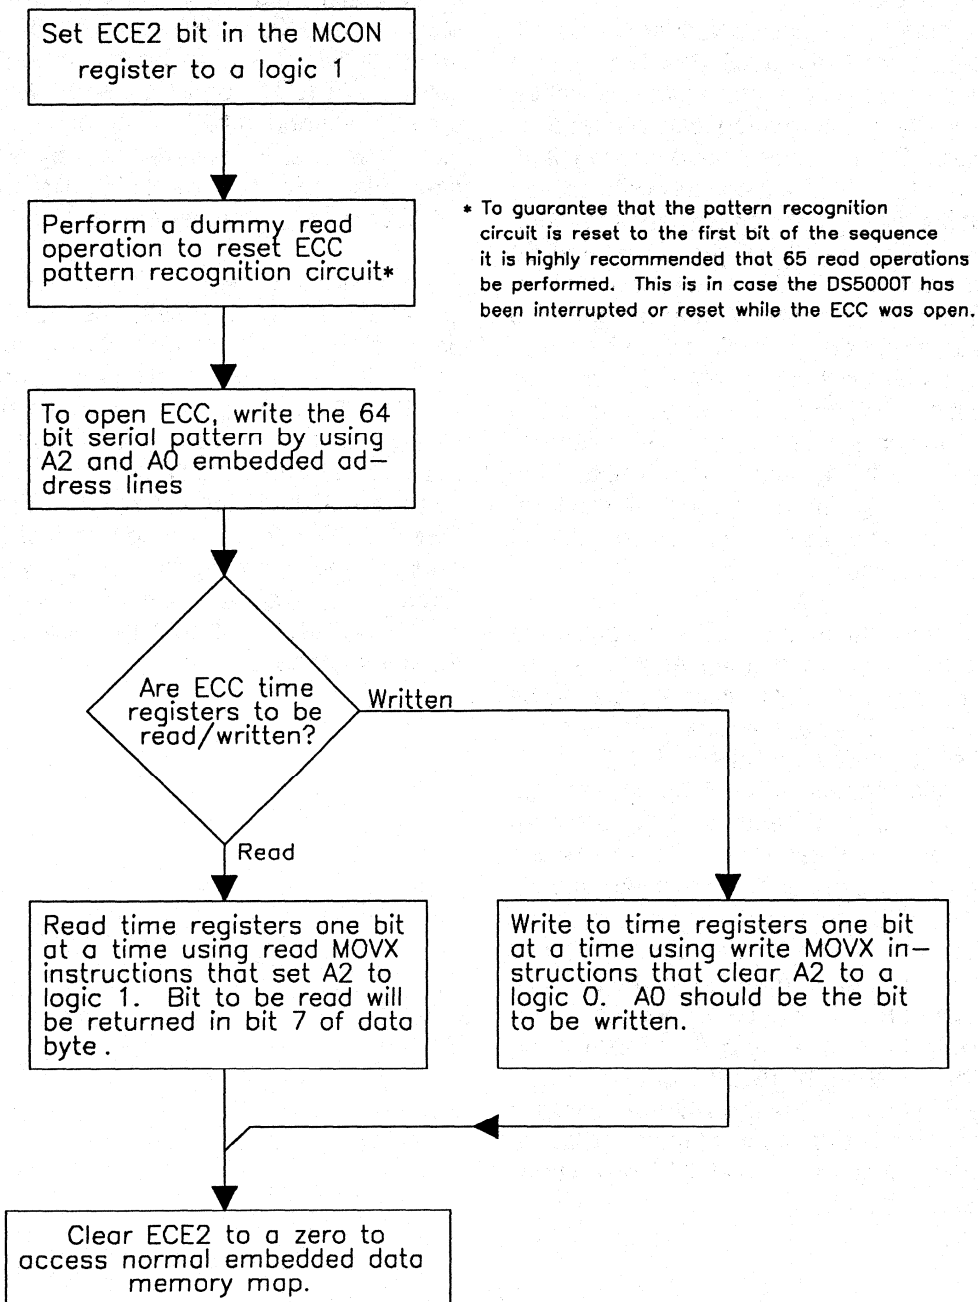 Set ECE2 bit in the MCON
register to a logic 1
Perform a dummy read
operation to reset ECC
pattern recognition circuit*
* To guarantee that the pattern recognition
circuit is reset to the first bit of the sequence
it is highly recommended that 65 read operations
be performed. This is in case the DS5000T has
been interrupted or reset while the ECC was open.
To open ECC, write the 64
bit serial pattern by using
A2 and A0 embedded ad-
dress lines
Are ECC time
registers to be
read/written?
Written
Read
Read time registers one bit
at a time using read MOVX
instructions that set A2 to
logic 1. Bit to be read will
be returned in bit 7 of data
byte.
Write to time registers one bit
at a time using write MOVX in-
structions that clear A2 to a
logic 0. A0 should be the bit
to be written.
Clear ECE2 to a zero to
access normal embedded data
memory map.